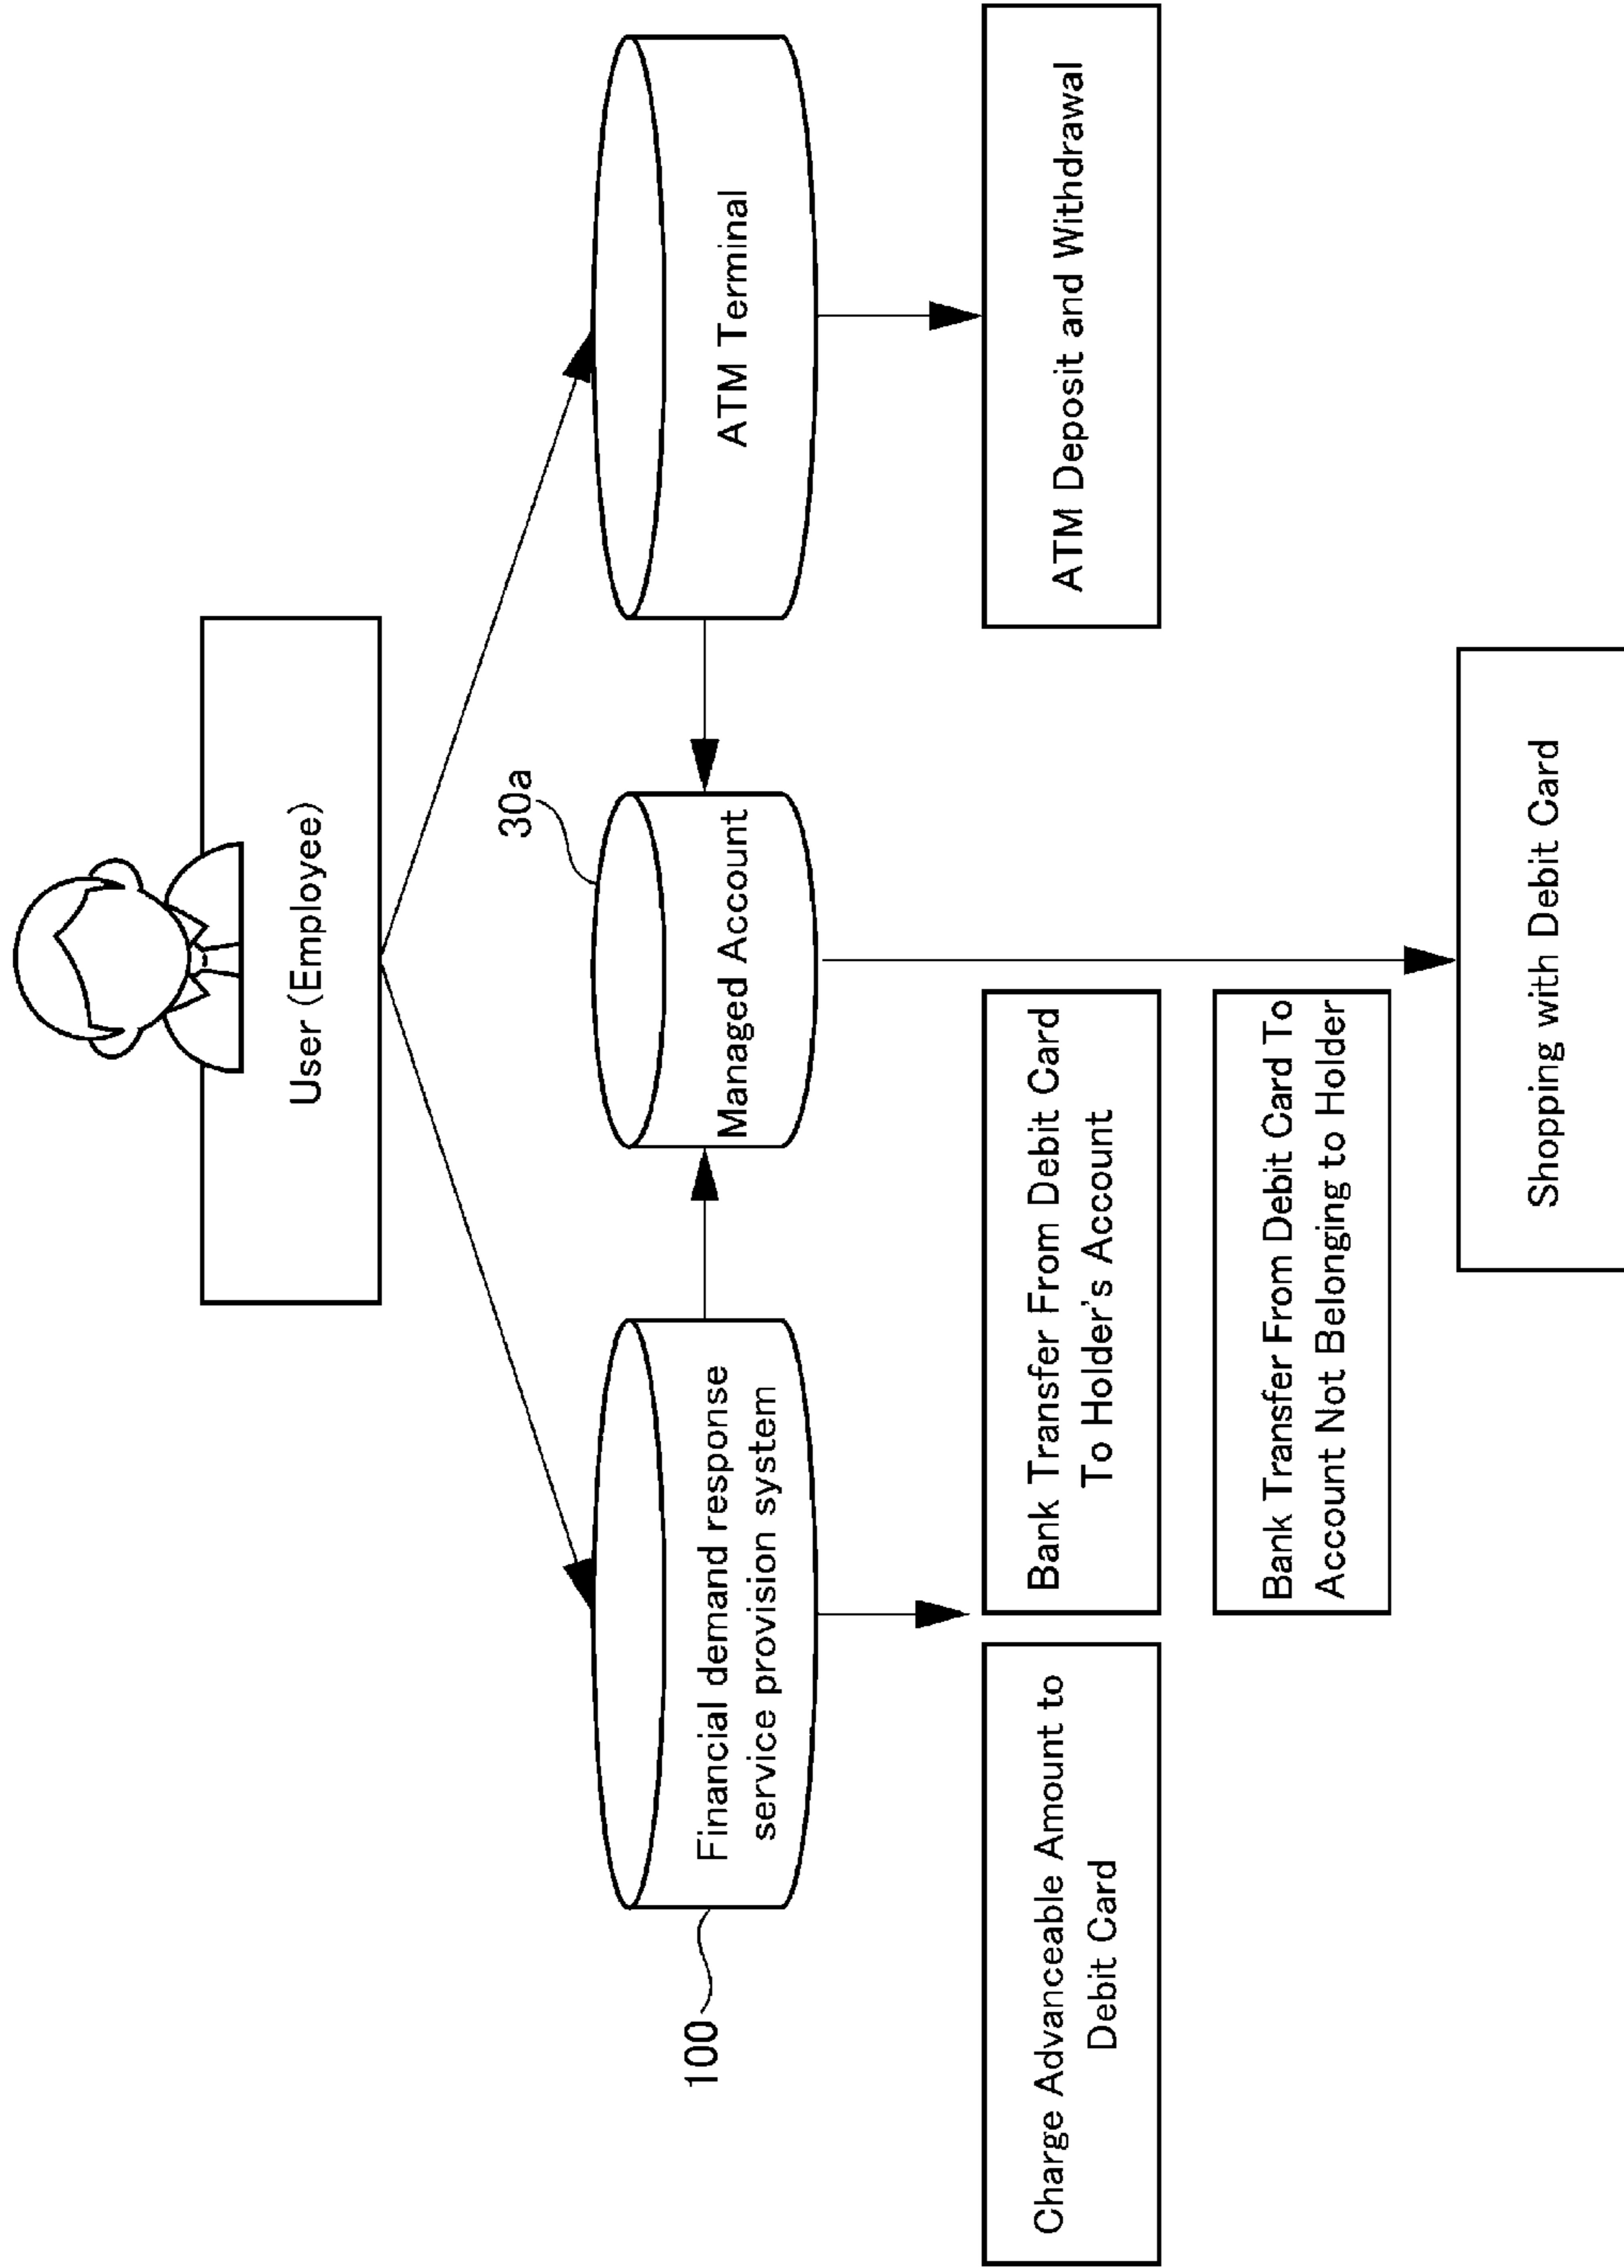 User (Employee)
30a
100
Financial demand response
service provision system
Managed Account
ATM Terminal
Charge Advanceable Amount to
Debit Card
Bank Transfer From Debit Card
To Holder's Account
ATM Deposit and Withdrawal
Bank Transfer From Debit Card To
Account Not Belonging to Holder
Shopping with Debit Card